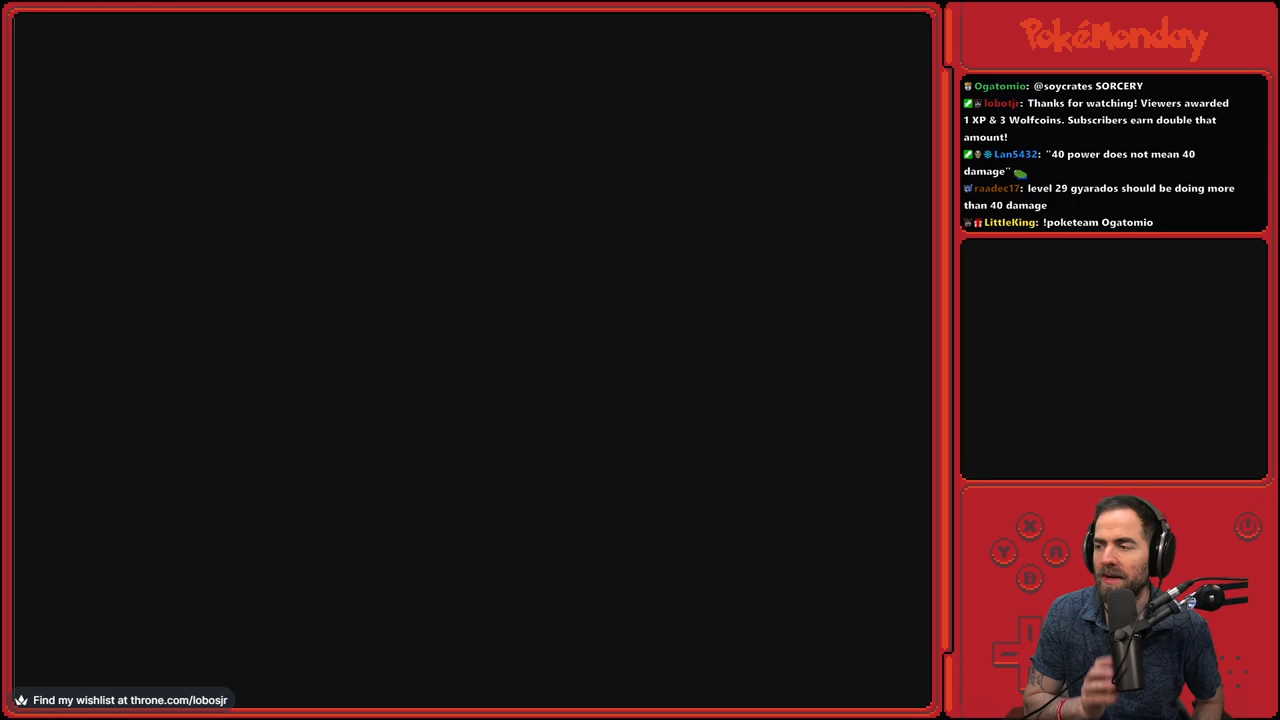 PokéMonday
Ogatomio: @soycrates SORCERY
lobotjr: Thanks for watching! Viewers awarded
1 XP & 3 Wolfcoins. Subscribers earn double that
amount!
Lan5432: "40 power does not mean 40
damage"
raadec17: level 29 gyarados should be doing more
than 40 damage
LittleKing: !poketeam Ogatomio
X
Y A
B
Find my wishlist at throne.com/lobosjr